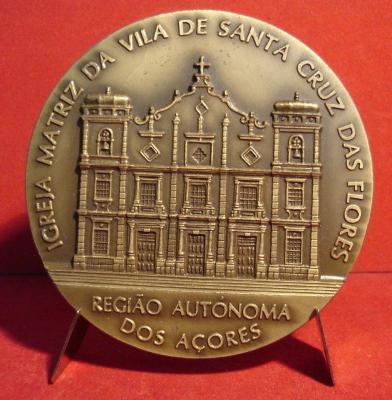 IGREJA MATRIZ DA VILA DE SANTA CRUZ DAS FLORES
REGIÃO AUTÓNOMA
DOS AÇORES